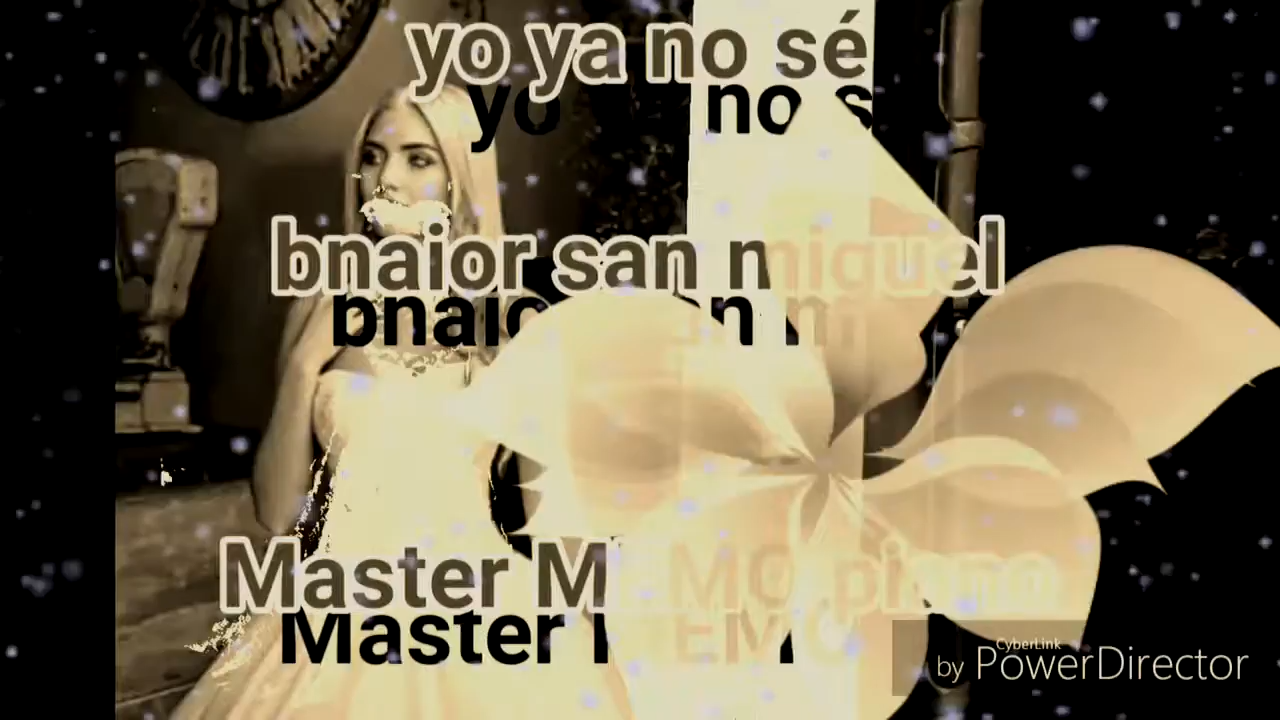 yo ya no sé
bnaior san miguel
Master MEMO piano
CyberLink
by PowerDirector